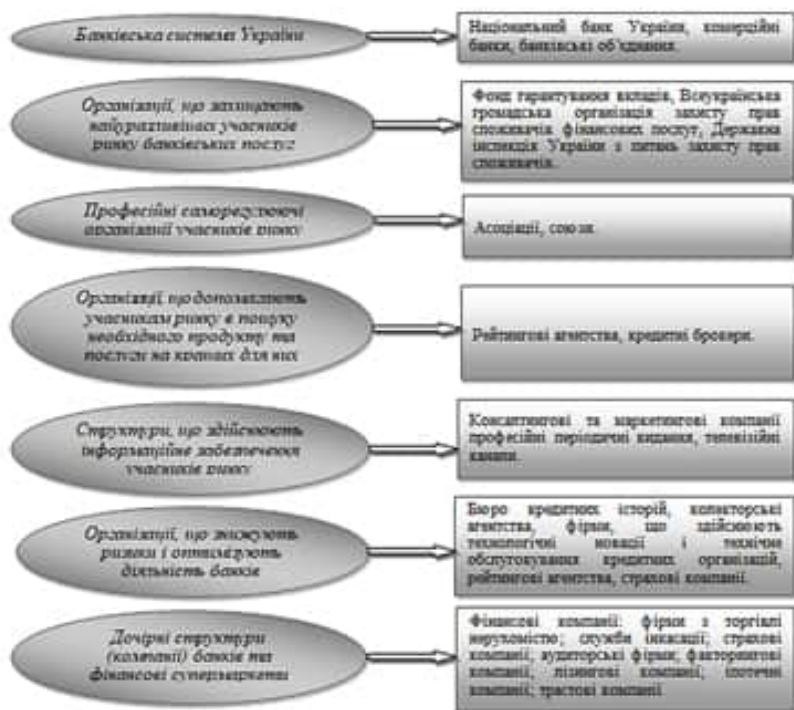 Банківська система України
Національний банк України, комерційні
банки, банківські об'єднання.
Організації, що захищають
найуразливіших учасників
ринку банківських послуг
Фонд гарантування вкладів, Всеукраїнська
громадська організація захисту прав
споживачів фінансових послуг, Державна
інспекція України з питань захисту прав
споживачів.
Професійні саморегулюючі
організації учасників ринку
Асоціації, союзи.
Організації, що допомагають
учасникам ринку в пошуку
необхідного продукту та
послуги на кращих для них
Рейтингові агентства, кредитні брокери.
Структури, що здійснюють
інформаційне забезпечення
учасників ринку
Консалтингові та маркетингові компанії
професійні періодичні видання, телевізійні
канали.
Організації, що знижують
ризики і оптимізують
діяльність банків
Бюро кредитних історій, колекторські
агентства, фірми, що здійснюють
технологічні новації і технічне
обслуговування кредитних організацій,
рейтингові агентства, страхові компанії.
Дочірні структури
(компанії) банків та
фінансові супермаркети
Фінансові компанії: фірми з торгівлі
нерухомістю; служби інкасації; страхові
компанії; аудиторські фірми; факторингові
компанії; лізингові компанії; іпотечні
компанії; трастові компанії